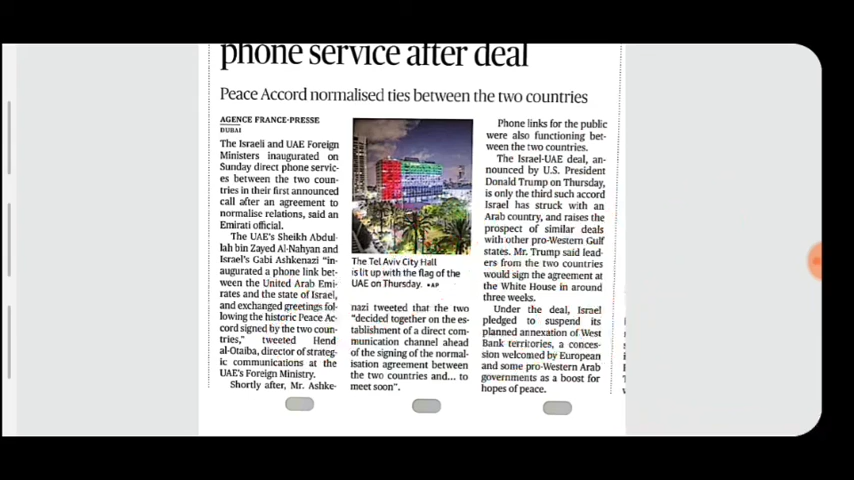 phone service after deal
Peace Accord normalised ties between the two countries
AGENCE FRANCE-PRESSE
DUBAI
The Israeli and UAE Foreign
Ministers inaugurated on
Sunday direct phone servic-
es between the two coun-
tries in their first announced
call after an agreement to
normalise relations, said an
Emirati official.
The UAE's Sheikh Abdul-
lah bin Zayed Al-Nahyan and
Israel's Gabi Ashkenazi "in-
augurated a phone link bet-
ween the United Arab Emi-
rates and the state of Israel,
and exchanged greetings fol-
lowing the historic Peace Ac-
cord signed by the two coun-
tries," tweeted Hend
al-Otaiba, director of strateg-
ic communications at the
UAE's Foreign Ministry.
Shortly after, Mr. Ashke-
The Tel Aviv City Hall
is lit up with the flag of the
UAE on Thursday. •AP
nazi tweeted that the two
"decided together on the es-
tablishment of a direct com-
munication channel ahead
of the signing of the normal-
isation agreement between
the two countries and... to
meet soon".
Phone links for the public
were also functioning bet-
ween the two countries.
The Israel-UAE deal, an-
nounced by U.S. President
Donald Trump on Thursday,
is only the third such accord
Israel has struck with an
Arab country, and raises the
prospect of similar deals
with other pro-Western Gulf
states. Mr. Trump said lead-
ers from the two countries
would sign the agreement at
the White House in around
three weeks.
Under the deal, Israel
pledged to suspend its
planned annexation of West
Bank territories, a conces-
sion welcomed by European
and some pro-Western Arab
governments as a boost for
hopes of peace.